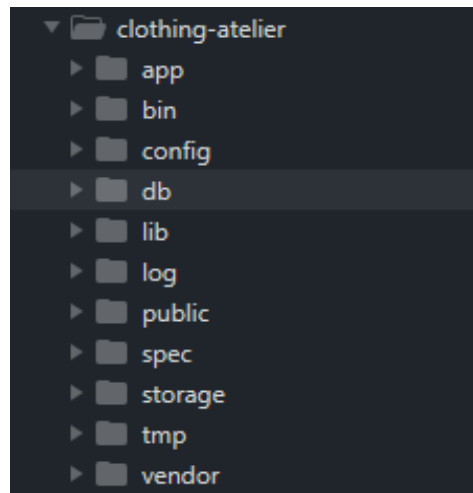 clothing-atelier
app
bin
config
db
lib
log
public
spec
storage
tmp
vendor